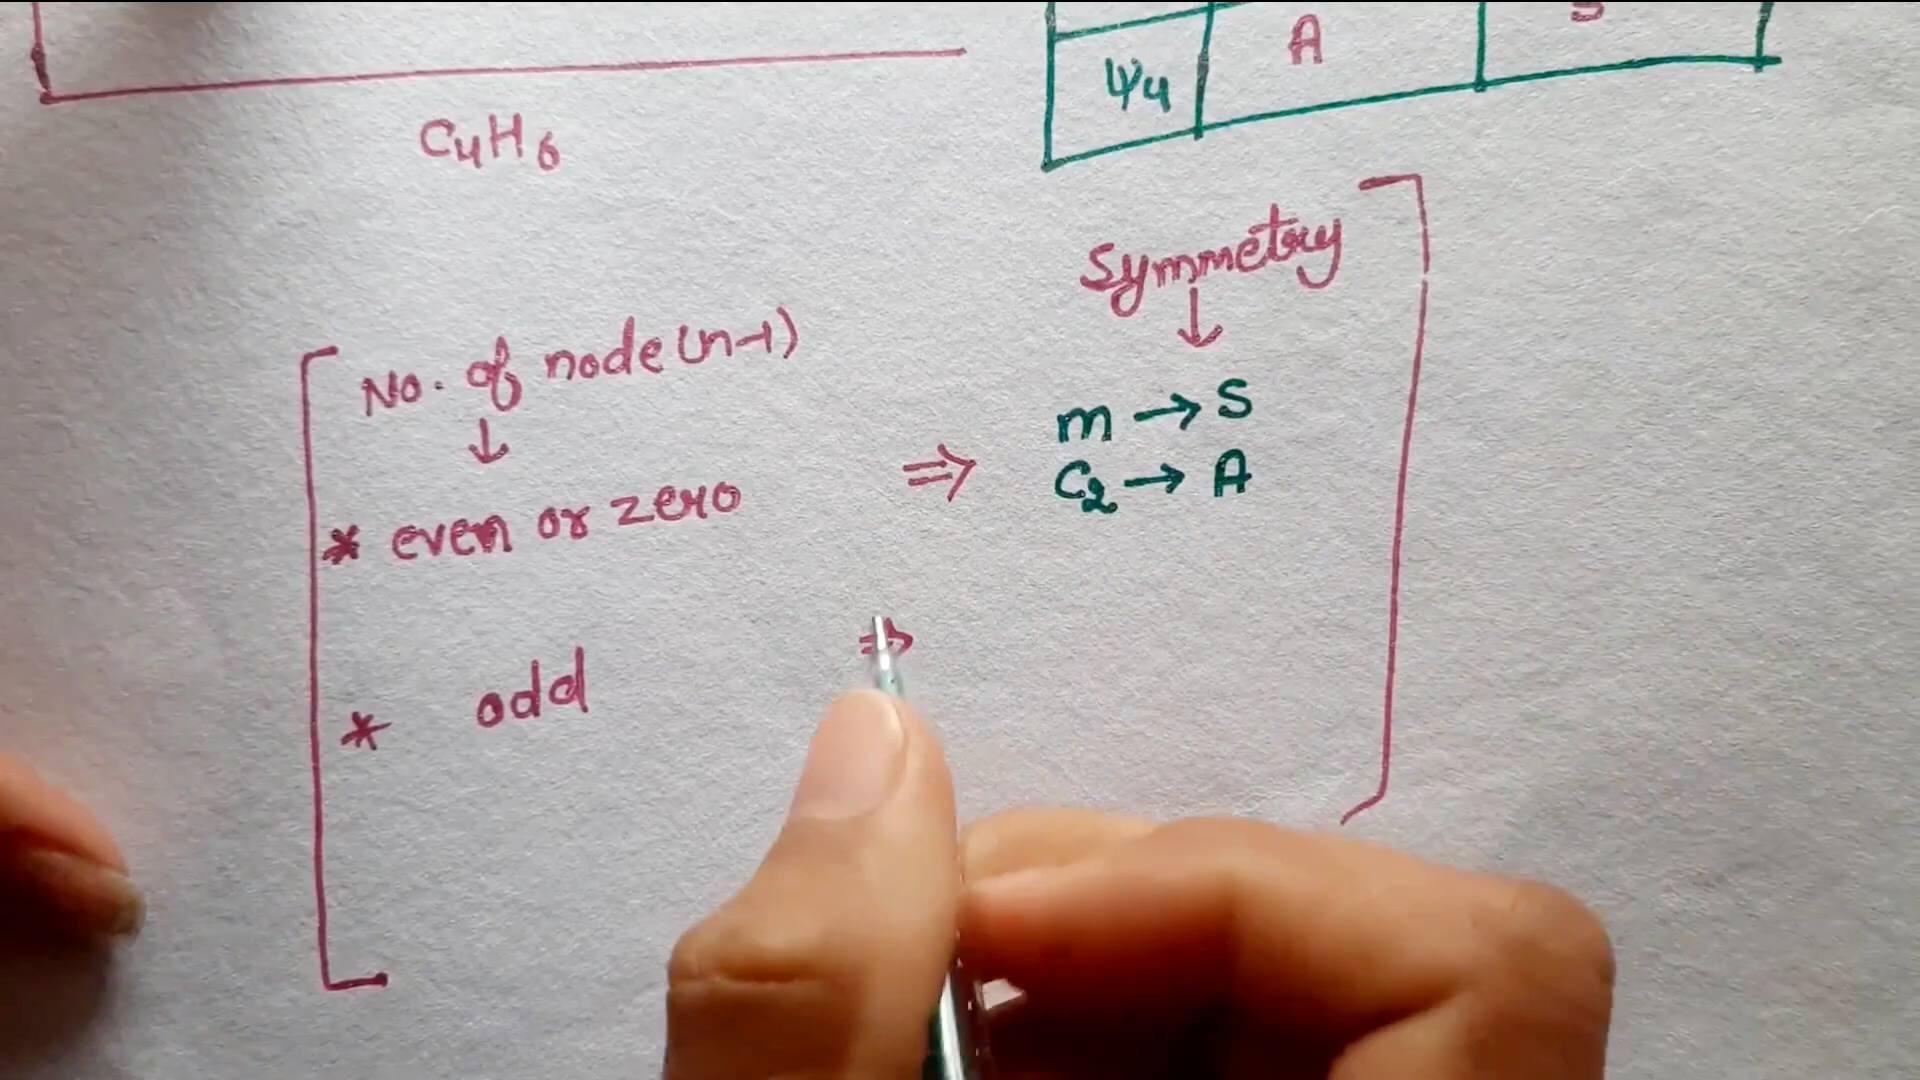 ψ4 A S
C4H6
Symmetry
↓
No. of node (n-1)
↓
m → S
⇒
C2 → A
* even or zero
⇒
* odd